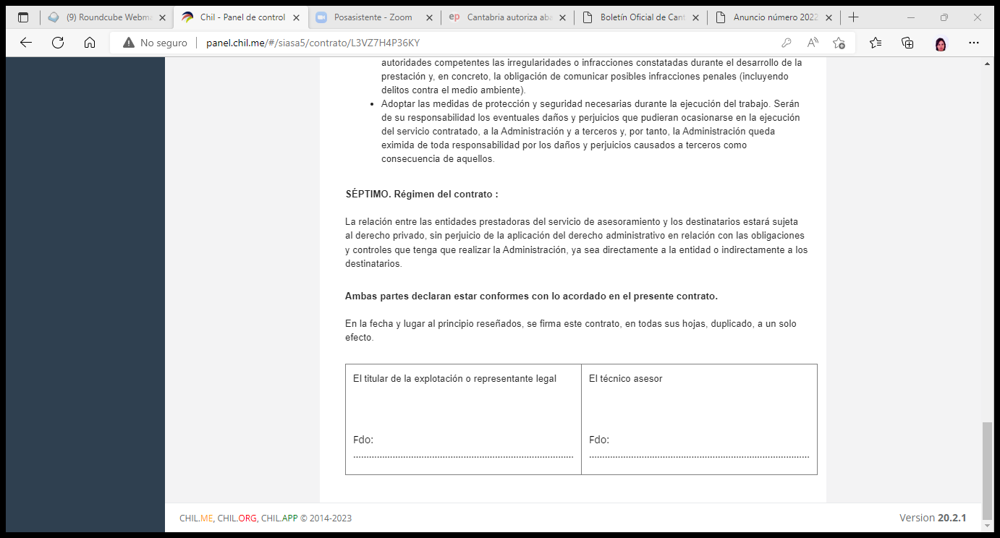 (9) Roundcube Webma
Chil - Panel de control
Posasistente - Zoom
ep Cantabria autoriza aba
Boletín Oficial de Cant
Anuncio número 2022
No seguro
panel.chil.me/#/siasa5/contrato/L3VZ7H4P36KY
autoridades competentes las irregularidades o infracciones constatadas durante el desarrollo de la
prestación y, en concreto, la obligación de comunicar posibles infracciones penales (incluyendo
delitos contra el medio ambiente).
• Adoptar las medidas de protección y seguridad necesarias durante la ejecución del trabajo. Serán
de su responsabilidad los eventuales daños y perjuicios que pudieran ocasionarse en la ejecución
del servicio contratado, a la Administración y a terceros y, por tanto, la Administración queda
eximida de toda responsabilidad por los daños y perjuicios causados a terceros como
consecuencia de aquellos.
SÉPTIMO. Régimen del contrato :
La relación entre las entidades prestadoras del servicio de asesoramiento y los destinatarios estará sujeta
al derecho privado, sin perjuicio de la aplicación del derecho administrativo en relación con las obligaciones
y controles que tenga que realizar la Administración, ya sea directamente a la entidad o indirectamente a los
destinatarios.
Ambas partes declaran estar conformes con lo acordado en el presente contrato.
En la fecha y lugar al principio reseñados, se firma este contrato, en todas sus hojas, duplicado, a un solo
efecto.
El titular de la explotación o representante legal
Fdo:
El técnico asesor
Fdo:
CHIL.ME, CHIL.ORG, CHIL.APP © 2014-2023
Version 20.2.1